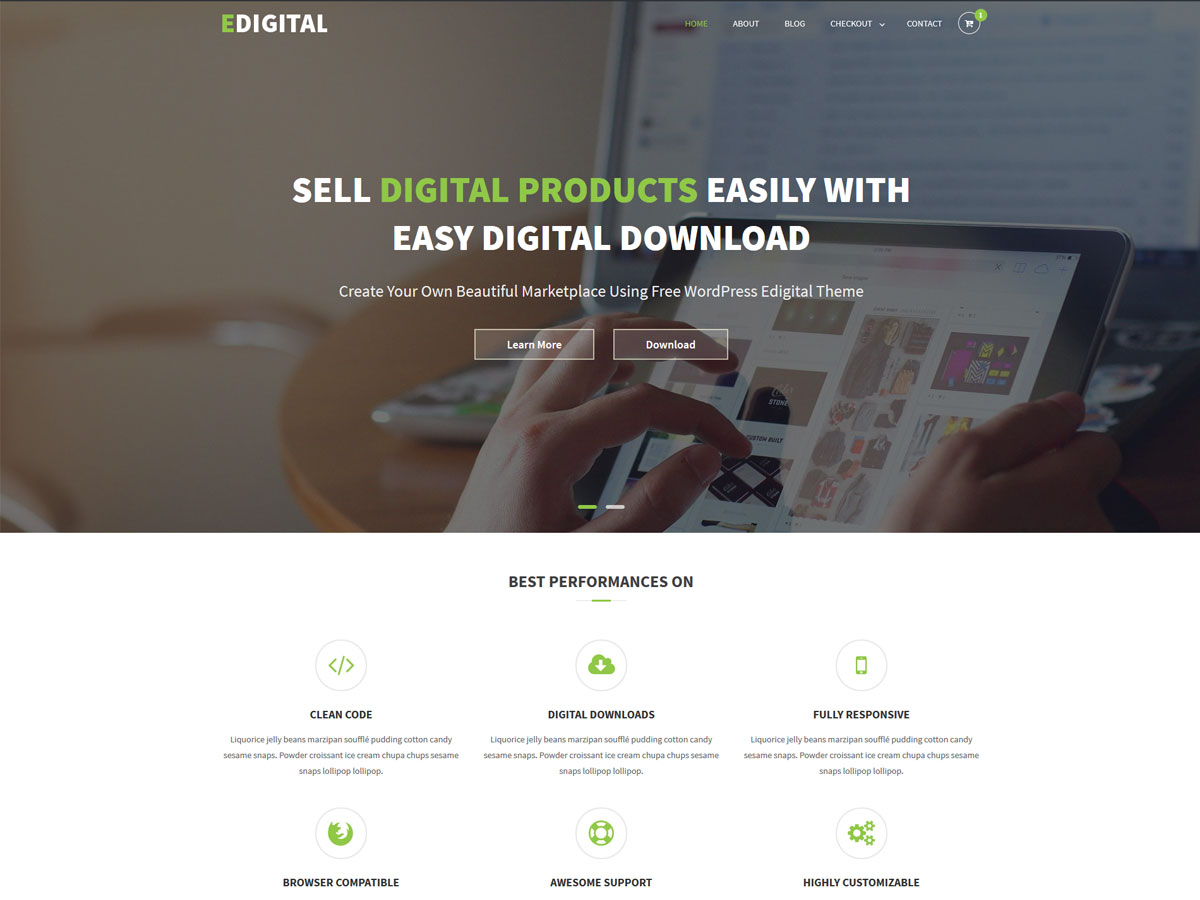 EDIGITAL
HOME ABOUT BLOG CHECKOUT CONTACT 1
SELL DIGITAL PRODUCTS EASILY WITH
EASY DIGITAL DOWNLOAD
Create Your Own Beautiful Marketplace Using Free WordPress Edigital Theme
Learn More
Download
STONE
CUSTOM BUILT
BEST PERFORMANCES ON
CLEAN CODE
Liquorice jelly beans marzipan soufflé pudding cotton candy
sesame snaps. Powder croissant ice cream chupa chups sesame
snaps lollipop lollipop.
DIGITAL DOWNLOADS
Liquorice jelly beans marzipan soufflé pudding cotton candy
sesame snaps. Powder croissant ice cream chupa chups sesame
snaps lollipop lollipop.
FULLY RESPONSIVE
Liquorice jelly beans marzipan soufflé pudding cotton candy
sesame snaps. Powder croissant ice cream chupa chups sesame
snaps lollipop lollipop.
BROWSER COMPATIBLE
AWESOME SUPPORT
HIGHLY CUSTOMIZABLE